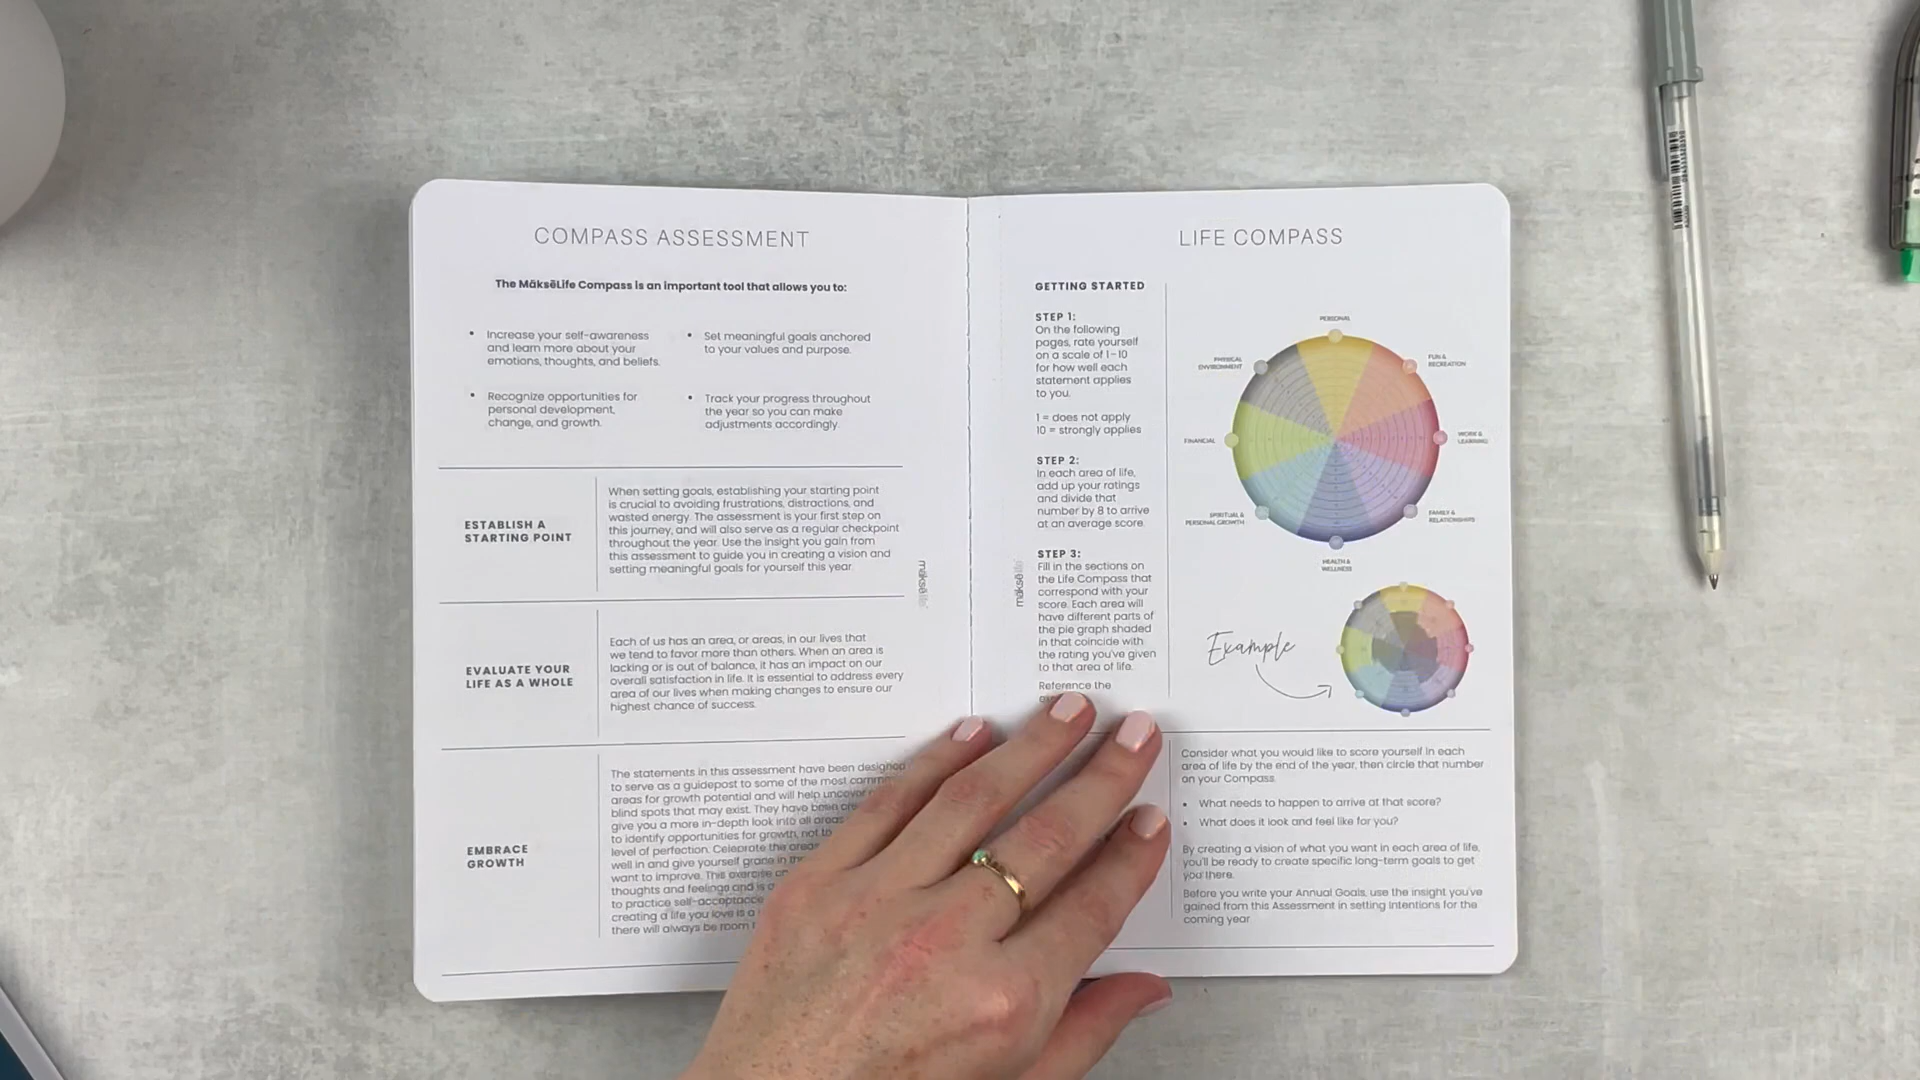 COMPASS ASSESSMENT
The MäksēLife Compass is an important tool that allows you to:
• Increase your self-awareness
and learn more about your
emotions, thoughts, and beliefs.
• Recognize opportunities for
personal development,
change, and growth.
• Set meaningful goals anchored
to your values and purpose.
• Track your progress throughout
the year so you can make
adjustments accordingly.
ESTABLISH A
STARTING POINT
When setting goals, establishing your starting point
is crucial to avoiding frustrations, distractions, and
wasted energy. The assessment is your first step on
this journey, and will also serve as a regular checkpoint
throughout the year. Use the insight you gain from
this assessment to guide you in creating a vision and
setting meaningful goals for yourself this year.
EVALUATE YOUR
LIFE AS A WHOLE
Each of us has an area, or areas, in our lives that
we tend to favor more than others. When an area is
lacking or is out of balance, it has an impact on our
overall satisfaction in life. It is essential to address every
area of our lives when making changes to ensure our
highest chance of success.
EMBRACE
GROWTH
The statements in this assessment have been designed
to serve as a guidepost to some of the most
areas for growth potential and will help uncover
blind spots that may exist. They have been
give you a more in-depth look into all areas
to identify opportunities for growth, not to
level of perfection. Celebrate the areas
well in and give yourself grace in
want to improve. This exercise
thoughts and feelings and is
to practice self-acceptance
creating a life you love is a
there will always be room
mäksēlife
LIFE COMPASS
GETTING STARTED
STEP 1:
On the following
pages, rate yourself
on a scale of 1-10
for how well each
statement applies
to you.
1 = does not apply
10 = strongly applies
STEP 2:
In each area of life,
add up your ratings
and divide that
number by 8 to arrive
at an average score.
STEP 3:
Fill in the sections on
the Life Compass that
correspond with your
score. Each area will
have different parts of
the pie graph shaded
in that coincide with
the rating you've given
to that area of life.
Reference the
mäksēlife
PERSONAL
FUN &
RECREATION
WORK &
LEARNING
FAMILY &
RELATIONSHIPS
HEALTH &
WELLNESS
SPIRITUAL &
PERSONAL GROWTH
FINANCIAL
PHYSICAL
ENVIRONMENT
Example
Consider what you would like to score yourself in each
area of life by the end of the year, then circle that number
on your Compass.
• What needs to happen to arrive at that score?
• What does it look and feel like for you?
By creating a vision of what you want in each area of life,
you'll be ready to create specific long-term goals to get
you there.
Before you write your Annual Goals, use the insight you've
gained from this Assessment in setting intentions for the
coming year.